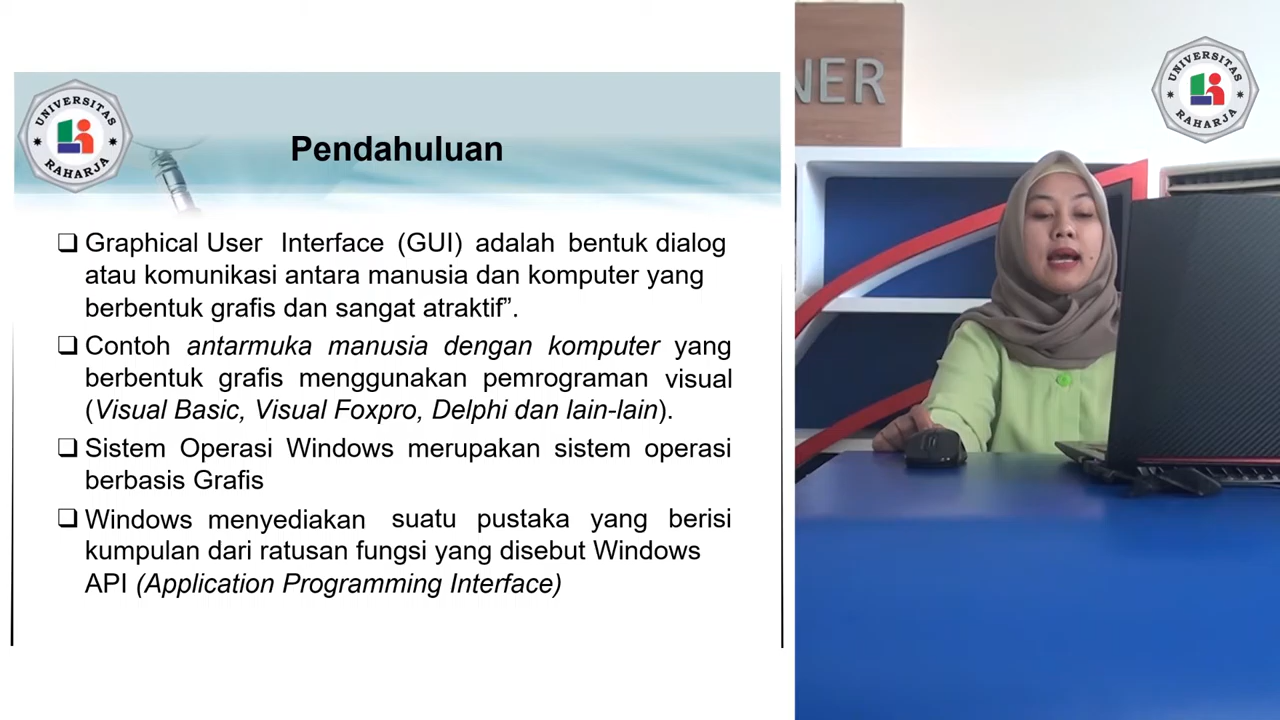 UNIVERSITAS
RAHARJA
Pendahuluan
❑ Graphical User Interface (GUI) adalah bentuk dialog
atau komunikasi antara manusia dan komputer yang
berbentuk grafis dan sangat atraktif”.
❑ Contoh antarmuka manusia dengan komputer yang
berbentuk grafis menggunakan pemrograman visual
(Visual Basic, Visual Foxpro, Delphi dan lain-lain).
❑ Sistem Operasi Windows merupakan sistem operasi
berbasis Grafis
❑ Windows menyediakan suatu pustaka yang berisi
kumpulan dari ratusan fungsi yang disebut Windows
API (Application Programming Interface)
NER
UNIVERSITAS
RAHARJA